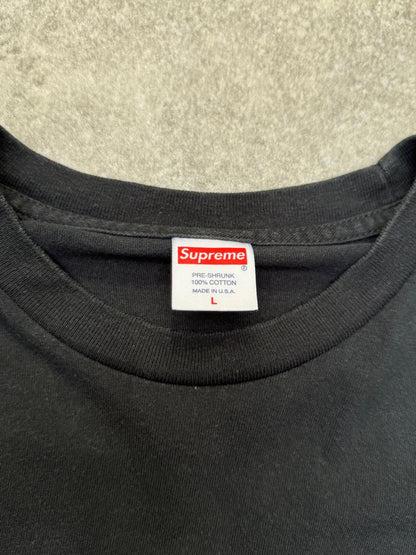 Supreme
®
PRE-SHRUNK
100% COTTON
MADE IN U.S.A.
L